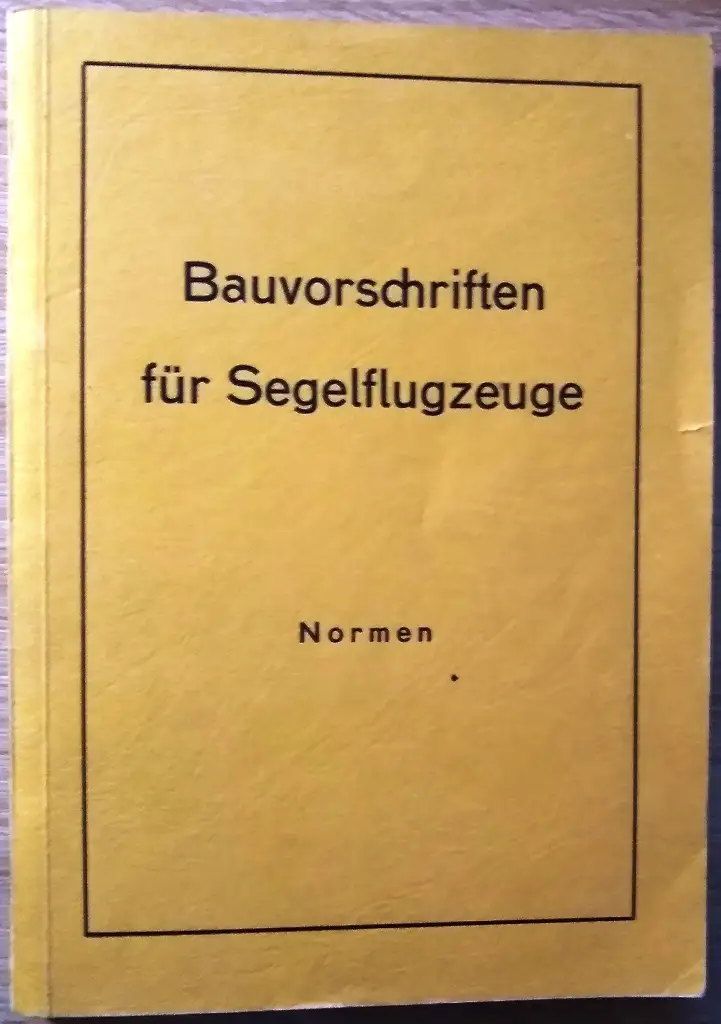 Bauvorschriften
für Segelflugzeuge
Normen